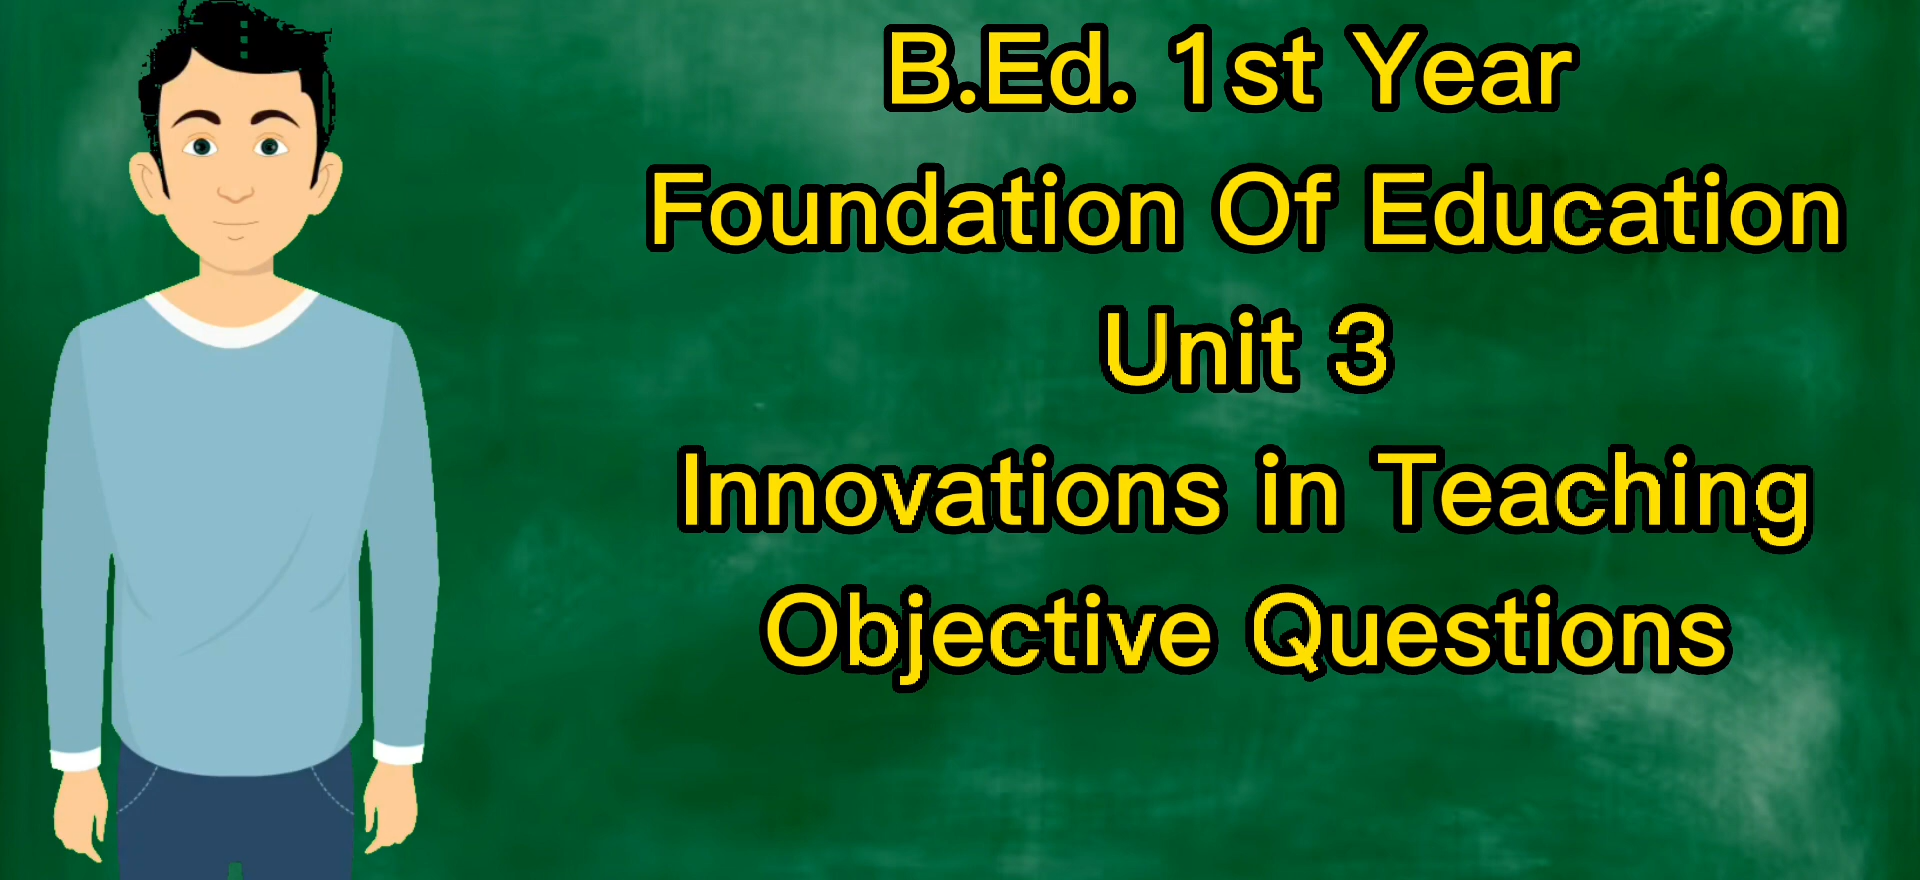 B.Ed. 1st Year
Foundation Of Education
Unit 3
Innovations in Teaching
Objective Questions